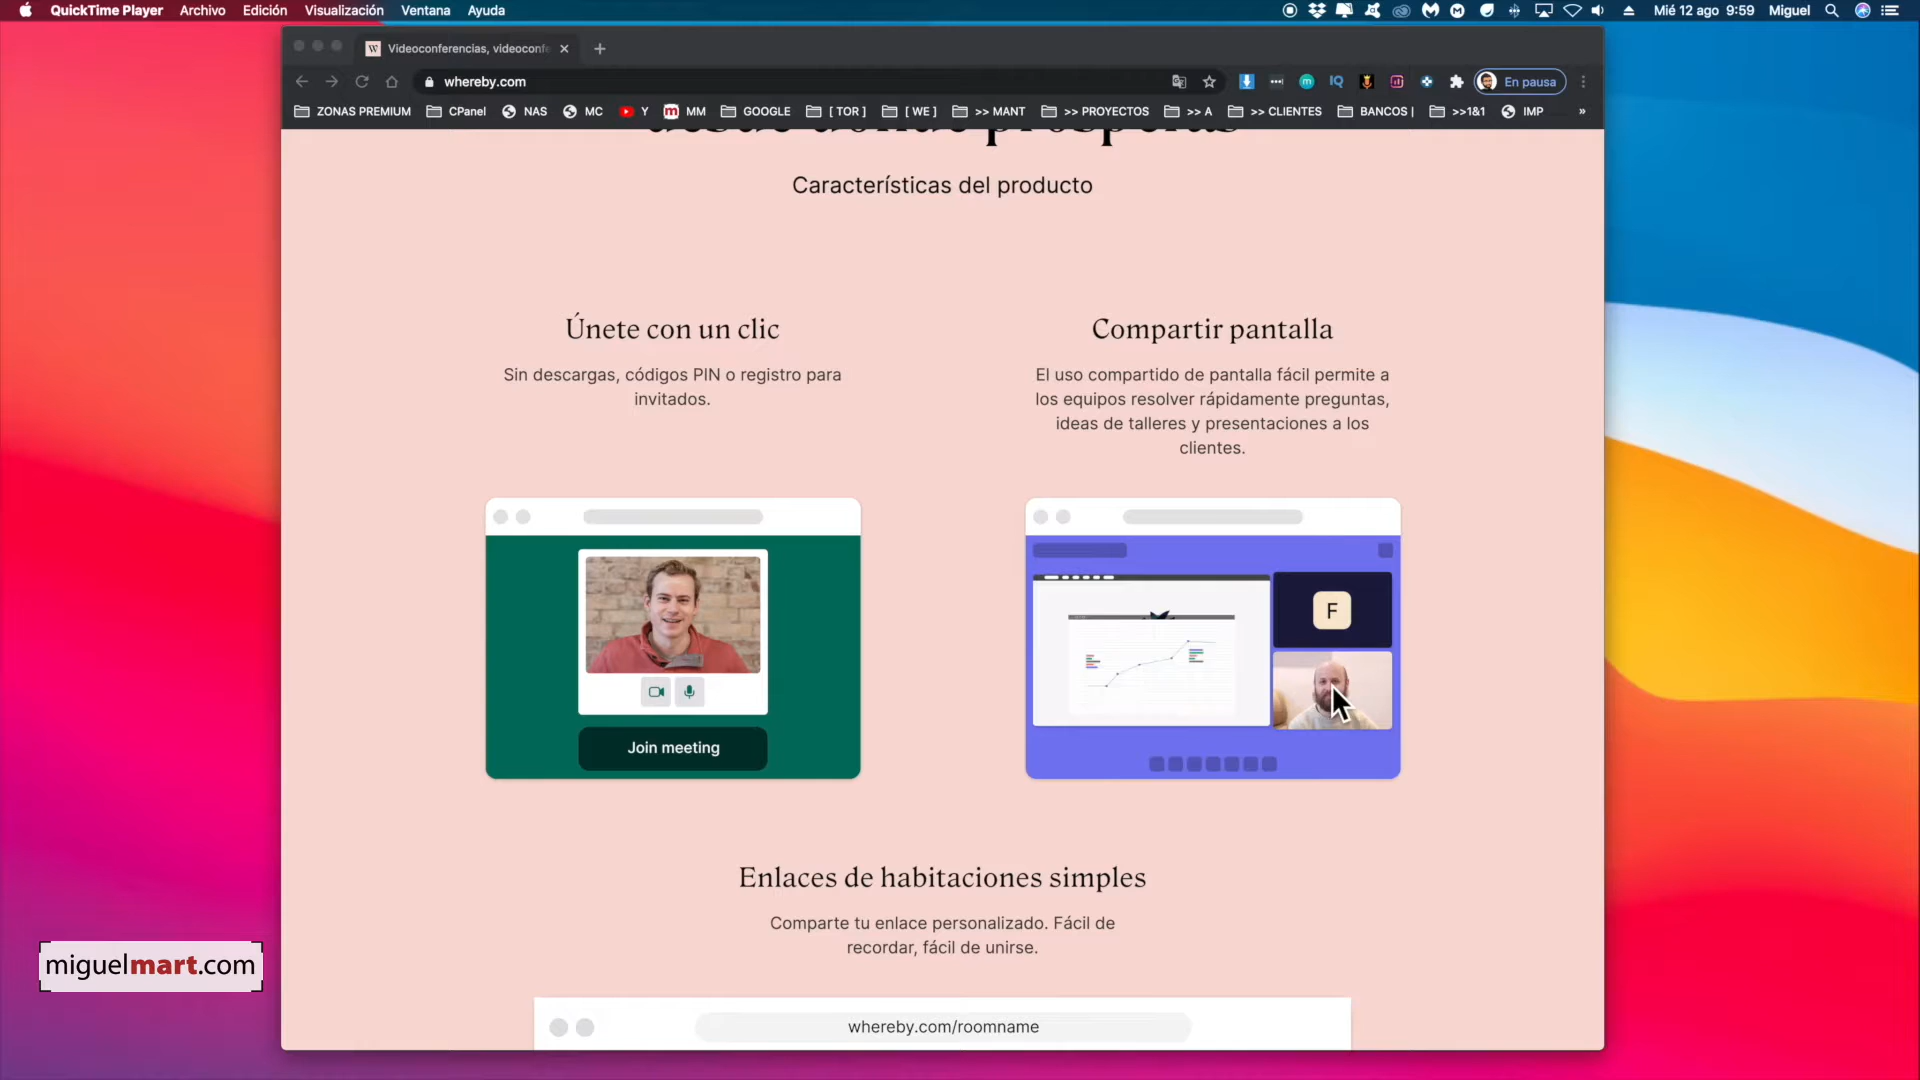 QuickTime Player Archivo Edición Visualización Ventana Ayuda Mié 12 ago 9:59 Miguel
W Videoconferencias, videoconfe
whereby.com En pausa
ZONAS PREMIUM CPanel NAS MC Y MM GOOGLE [ TOR ] [ WE ] >> MANT >> PROYECTOS >> A >> CLIENTES BANCOS | >>1&1 IMP »
desde donde prosperas
Características del producto
Únete con un clic
Sin descargas, códigos PIN o registro para
invitados.
Compartir pantalla
El uso compartido de pantalla fácil permite a
los equipos resolver rápidamente preguntas,
ideas de talleres y presentaciones a los
clientes.
Join meeting
F
Enlaces de habitaciones simples
Comparte tu enlace personalizado. Fácil de
recordar, fácil de unirse.
whereby.com/roomname
miguelmart.com